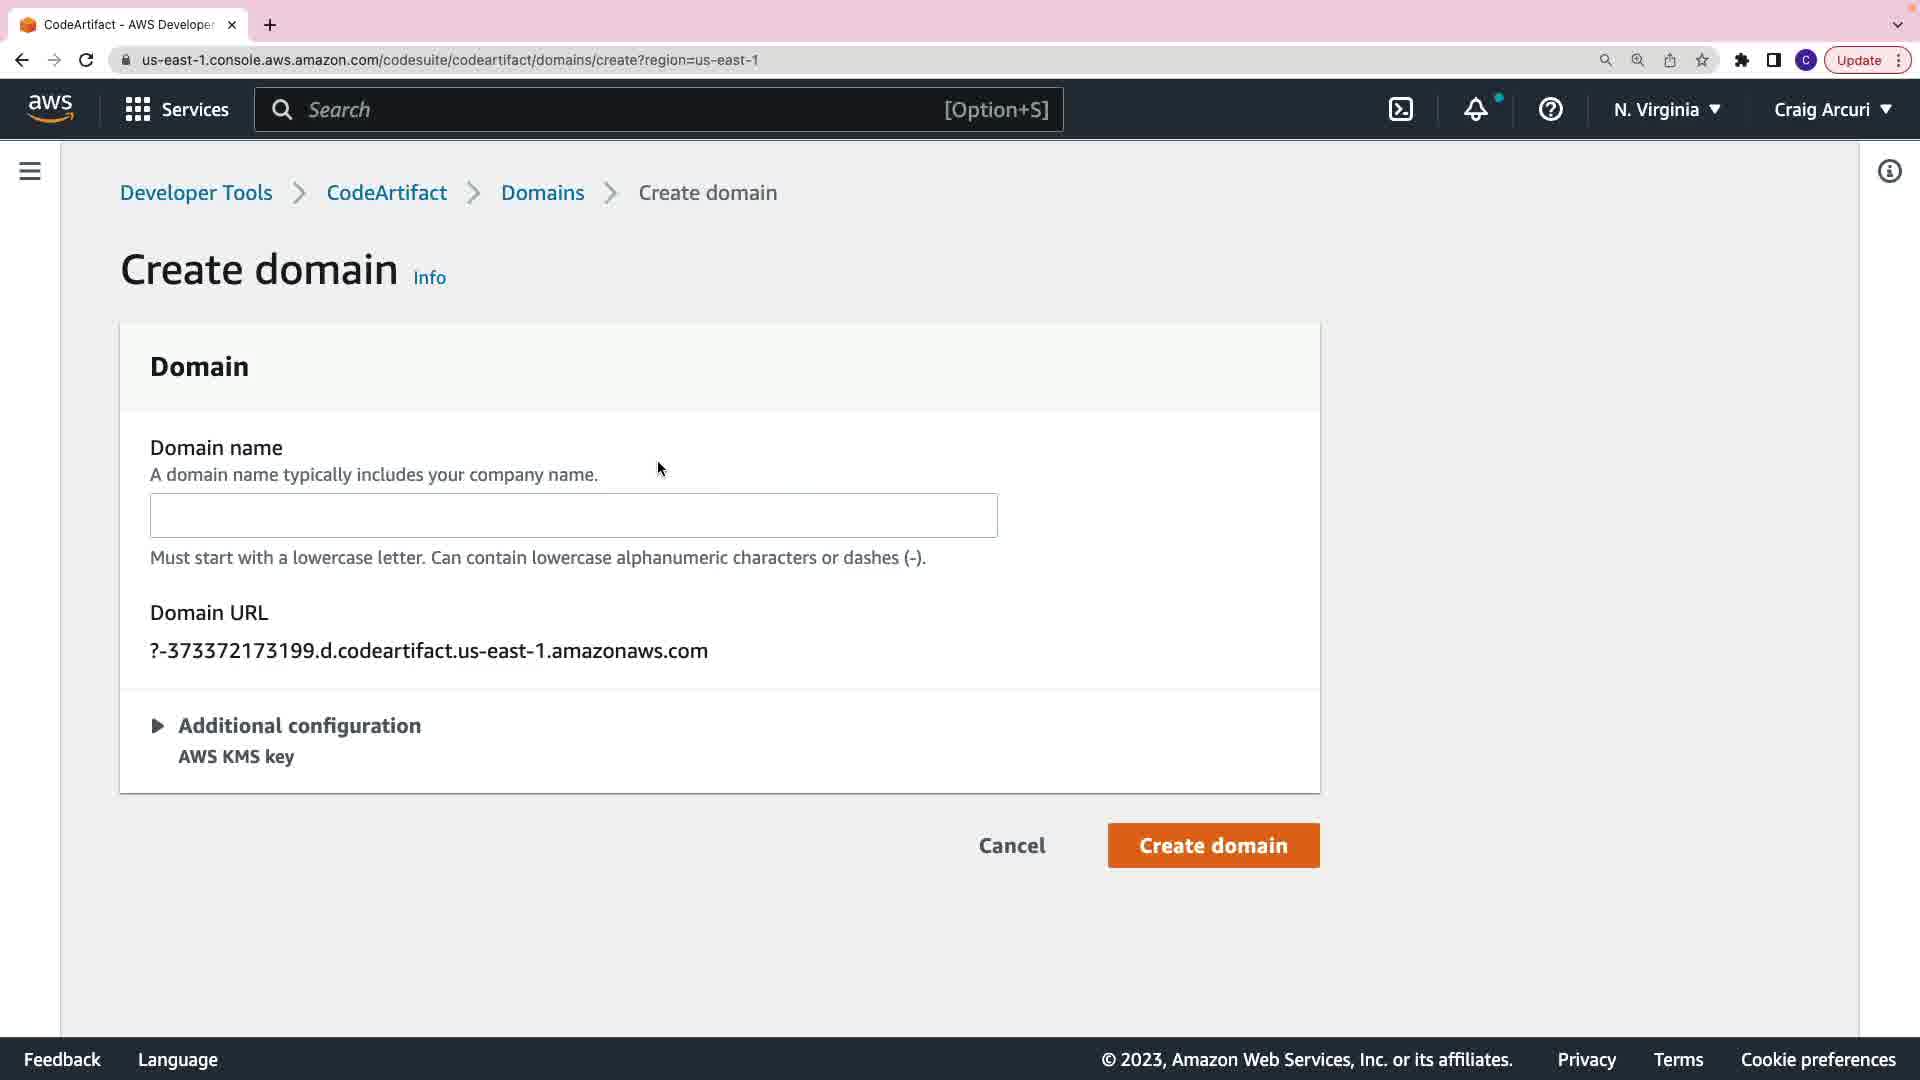 CodeArtifact - AWS Developer
us-east-1.console.aws.amazon.com/codesuite/codeartifact/domains/create?region=us-east-1
C
Update
aws
Services
Search
[Option+S]
N. Virginia
Craig Arcuri
Developer Tools
CodeArtifact
Domains
Create domain
Create domain
Info
Domain
Domain name
A domain name typically includes your company name.
Must start with a lowercase letter. Can contain lowercase alphanumeric characters or dashes (-).
Domain URL
?-373372173199.d.codeartifact.us-east-1.amazonaws.com
Additional configuration
AWS KMS key
Cancel
Create domain
Feedback
Language
© 2023, Amazon Web Services, Inc. or its affiliates.
Privacy
Terms
Cookie preferences